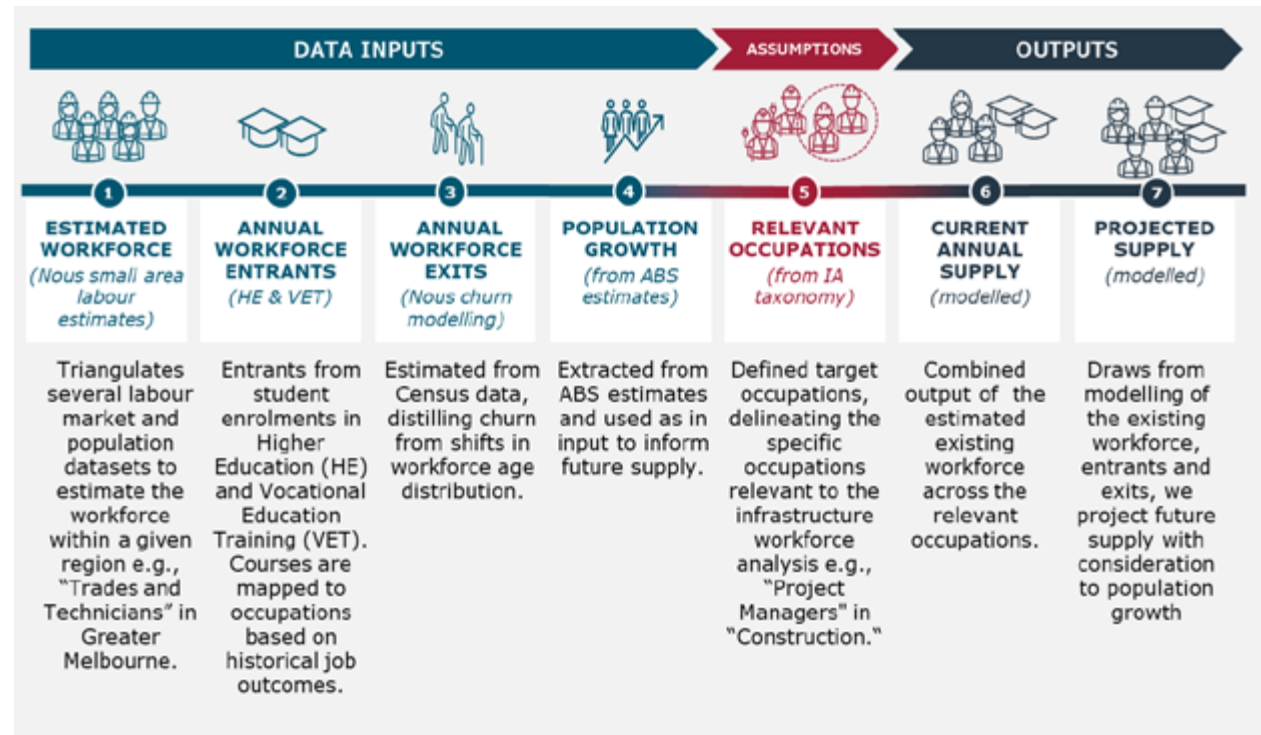 DATA INPUTS
ASSUMPTIONS
OUTPUTS
1
ESTIMATED
WORKFORCE
(Nous small area
labour
estimates)
Triangulates
several labour
market and
population
datasets to
estimate the
workforce
within a given
region e.g.,
“Trades and
Technicians” in
Greater
Melbourne.
2
ANNUAL
WORKFORCE
ENTRANTS
(HE & VET)
Entrants from
student
enrolments in
Higher
Education (HE)
and Vocational
Education
Training (VET).
Courses are
mapped to
occupations
based on
historical job
outcomes.
3
ANNUAL
WORKFORCE
EXITS
(Nous churn
modelling)
Estimated from
Census data,
distilling churn
from shifts in
workforce age
distribution.
4
POPULATION
GROWTH
(from ABS
estimates)
Extracted from
ABS estimates
and used as in
input to inform
future supply.
5
RELEVANT
OCCUPATIONS
(from IA
taxonomy)
Defined target
occupations,
delineating the
specific
occupations
relevant to the
infrastructure
workforce
analysis e.g.,
“Project
Managers" in
“Construction.“
6
CURRENT
ANNUAL
SUPPLY
(modelled)
Combined
output of the
estimated
existing
workforce
across the
relevant
occupations.
7
PROJECTED
SUPPLY
(modelled)
Draws from
modelling of
the existing
workforce,
entrants and
exits, we
project future
supply with
consideration
to population
growth